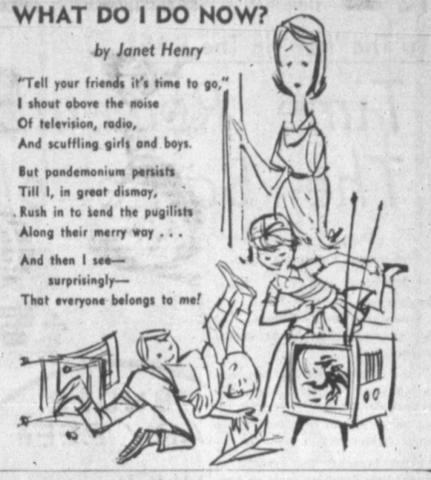 WHAT DO I DO NOW?
by Janet Henry
"Tell your friends it's time to go,"
I shout above the noise
Of television, radio,
And scuffling girls and boys.
But pandemonium persists
Till I, in great dismay,
Rush in to send the pugilists
Along their merry way . . .
And then I see—
surprisingly—
That everyone belongs to me!